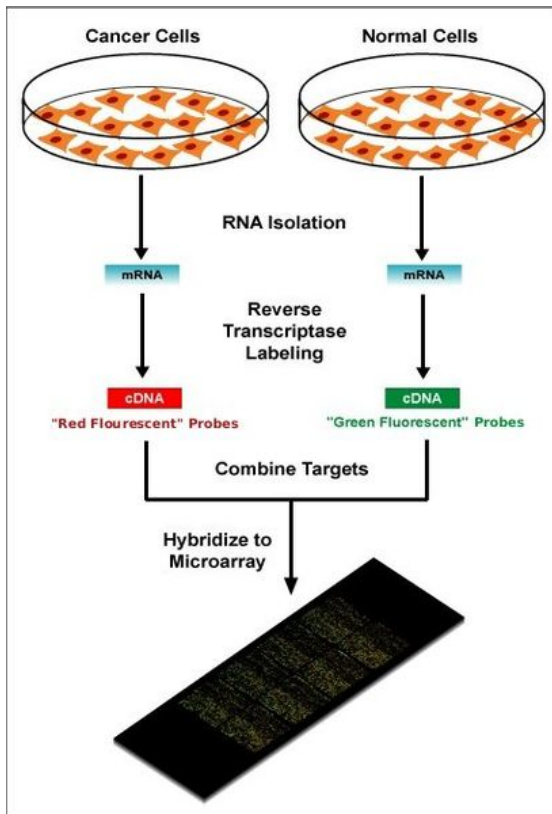 Cancer Cells
Normal Cells
RNA Isolation
mRNA
mRNA
Reverse
Transcriptase
Labeling
cDNA
cDNA
"Red Flourescent" Probes
"Green Fluorescent" Probes
Combine Targets
Hybridize to
Microarray